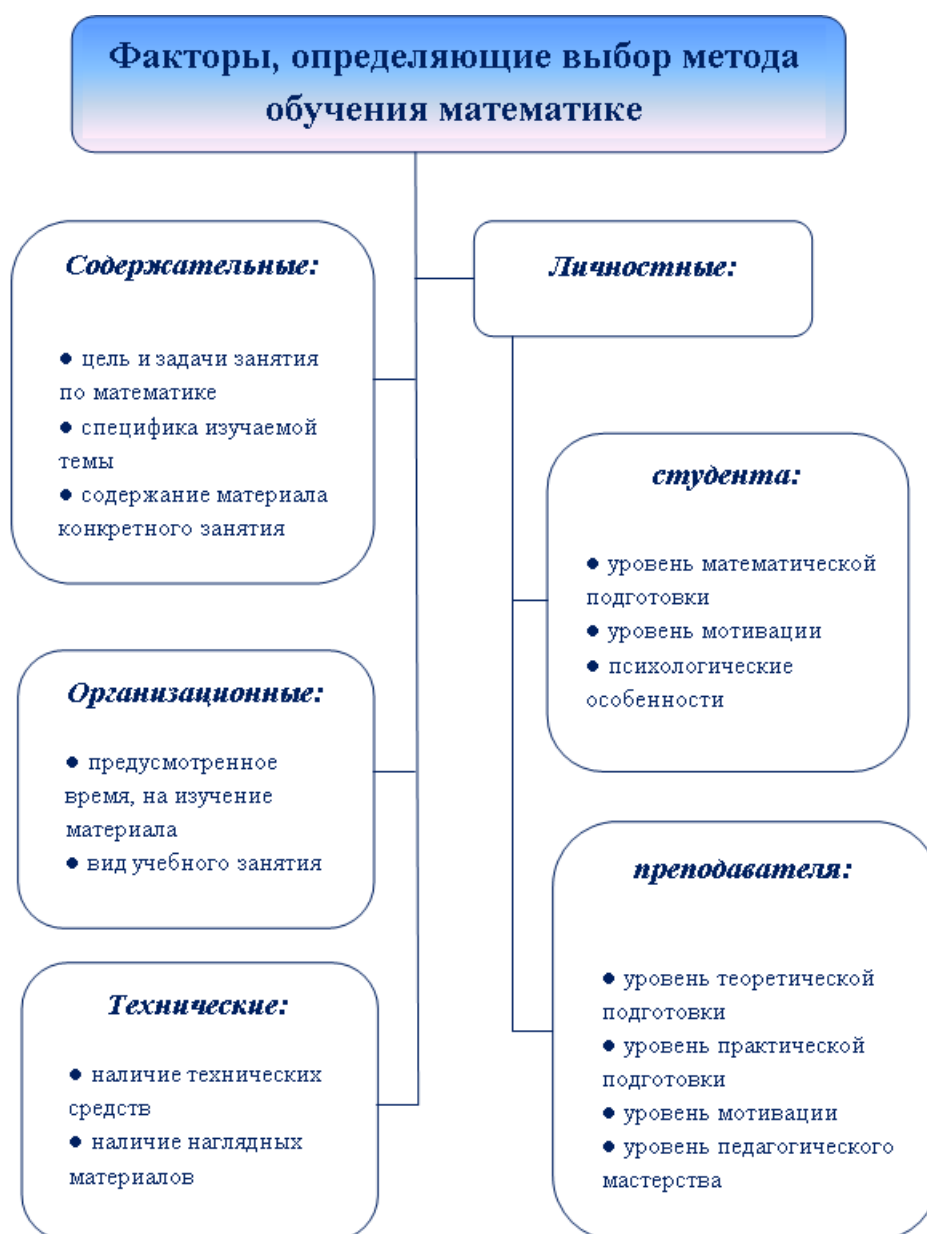 Факторы, определяющие выбор метода
обучения математике
Содержательные:
● цель и задачи занятия
по математике
● специфика изучаемой
темы
● содержание материала
конкретного занятия
Организационные:
● предусмотренное
время, на изучение
материала
● вид учебного занятия
Технические:
● наличие технических
средств
● наличие наглядных
материалов
Личностные:
студента:
● уровень математической
подготовки
● уровень мотивации
● психологические
особенности
преподавателя:
● уровень теоретической
подготовки
● уровень практической
подготовки
● уровень мотивации
● уровень педагогического
мастерства